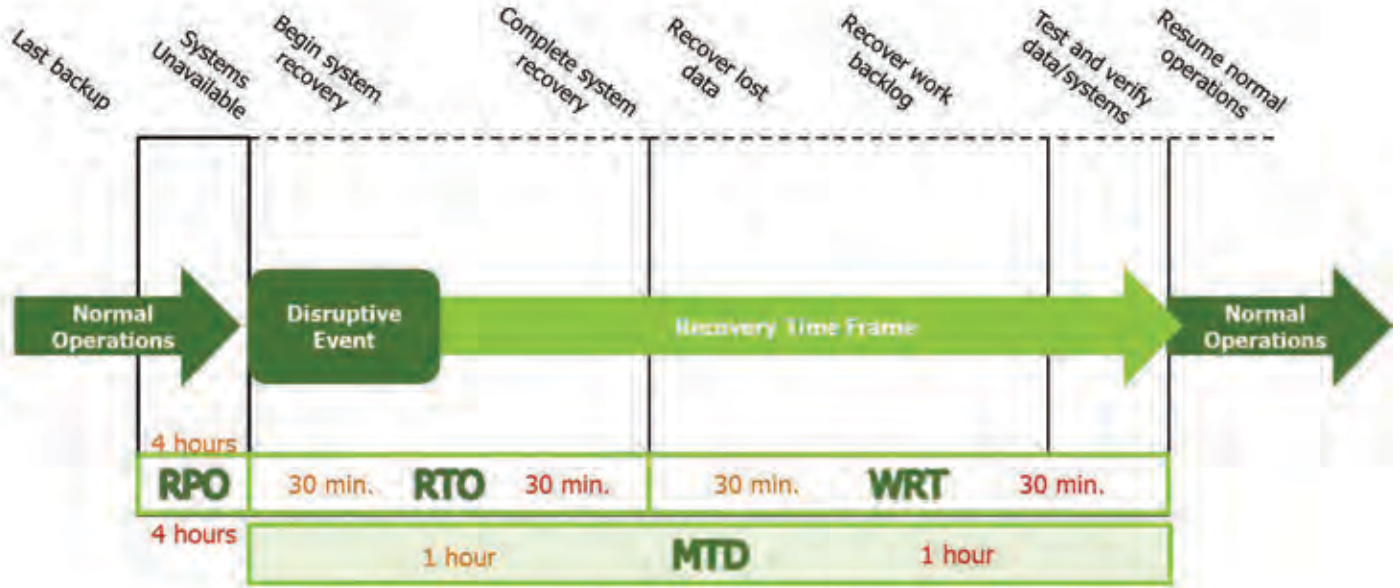 Last backup
Systems
Unavailable
Begin system
recovery
Complete system
recovery
Recover lost
data
Recover work
backlog
Test and verify
data/systems
Resume normal
operations
Normal
Operations
Disruptive
Event
Recovery Time Frame
Normal
Operations
4 hours
RPO
30 min.
RTO
30 min.
30 min.
WRT
30 min.
4 hours
1 hour
MTD
1 hour